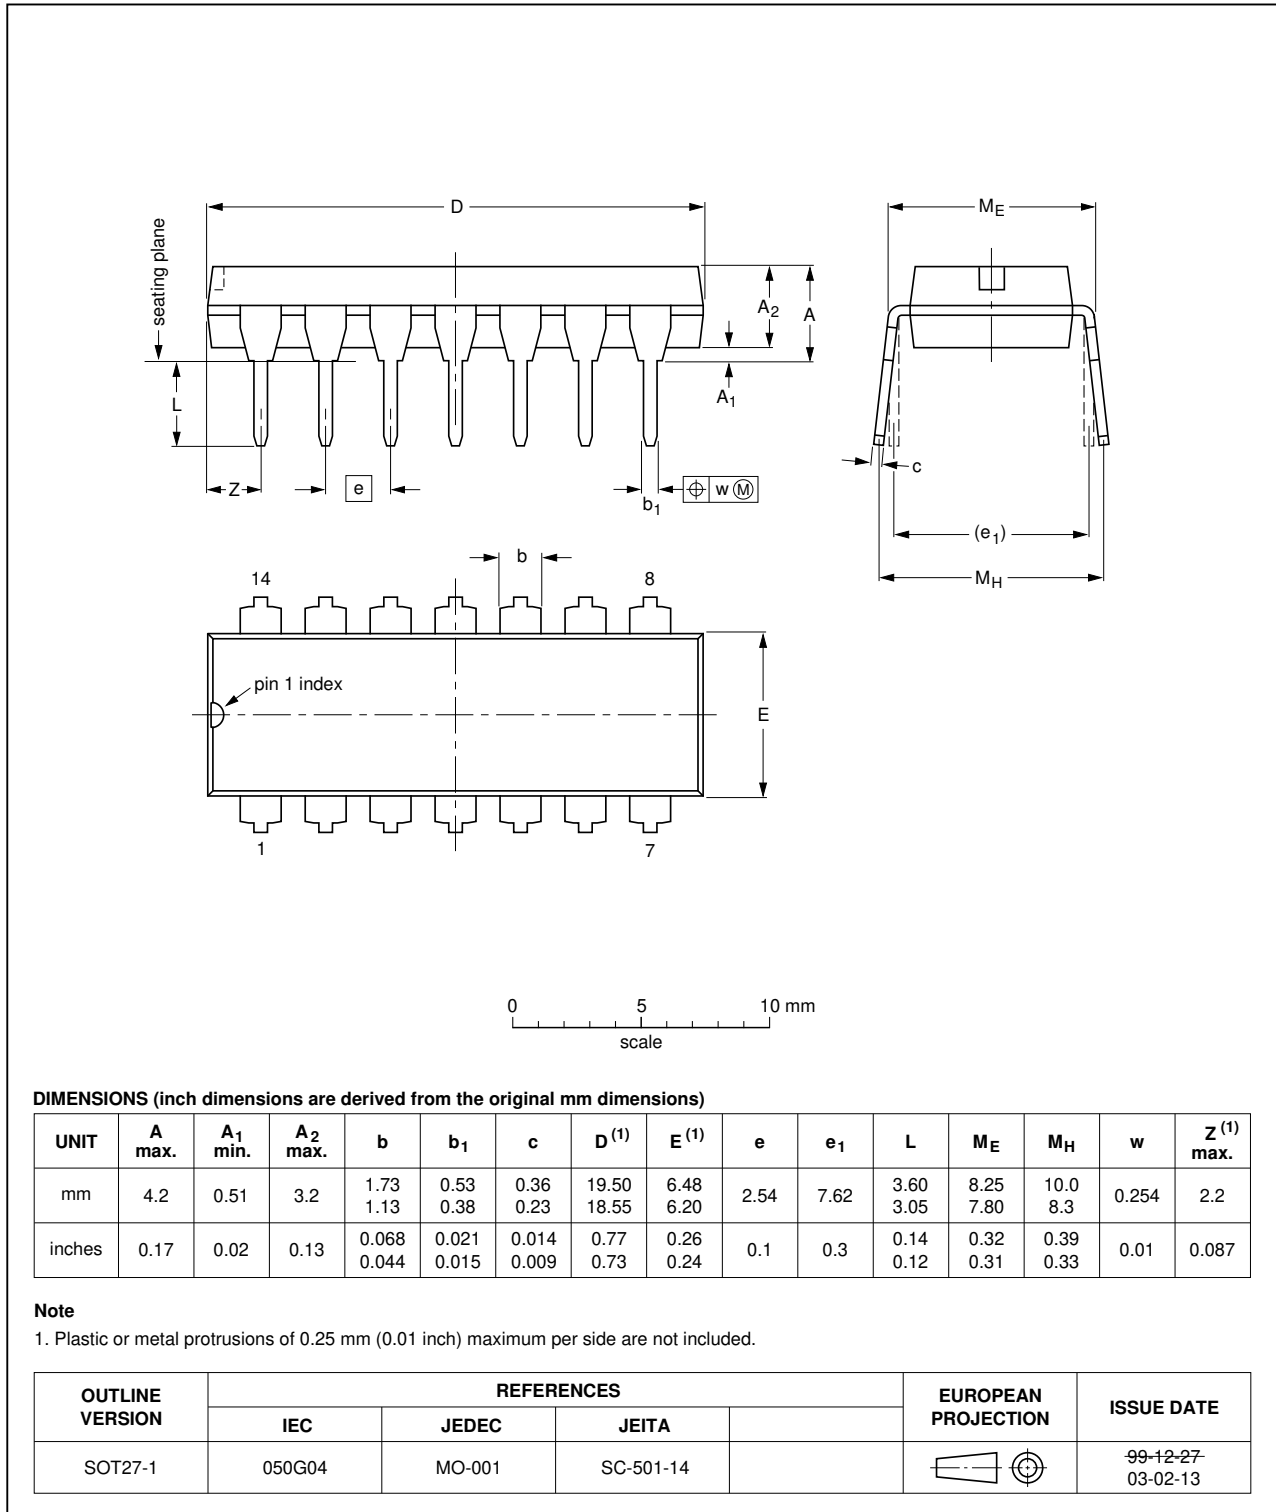 D
M_E
seating plane
A_2
A
L
A_1
Z
e
b_1
w M
c
(e_1)
M_H
b
14
8
pin 1 index
E
1
7
0 5 10 mm
scale
DIMENSIONS (inch dimensions are derived from the original mm dimensions)
UNIT A max. A1 min. A2 max. b b1 c D(1) E(1) e e1 L ME MH w Z(1) max.
mm 4.2 0.51 3.2 1.73 1.13 0.53 0.38 0.36 0.23 19.50 18.55 6.48 6.20 2.54 7.62 3.60 3.05 8.25 7.80 10.0 8.3 0.254 2.2
inches 0.17 0.02 0.13 0.068 0.044 0.021 0.015 0.014 0.009 0.77 0.73 0.26 0.24 0.1 0.3 0.14 0.12 0.32 0.31 0.39 0.33 0.01 0.087
Note
1. Plastic or metal protrusions of 0.25 mm (0.01 inch) maximum per side are not included.
OUTLINE VERSION REFERENCES EUROPEAN PROJECTION ISSUE DATE
IEC JEDEC JEITA
SOT27-1 050G04 MO-001 SC-501-14 99-12-27
03-02-13